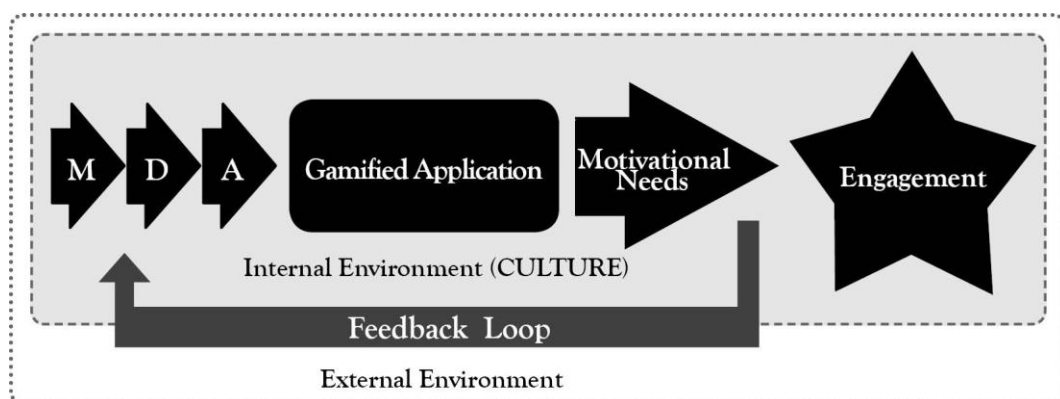 M
D
A
Gamified Application
Motivational
Needs
Engagement
Internal Environment (CULTURE)
Feedback Loop
External Environment